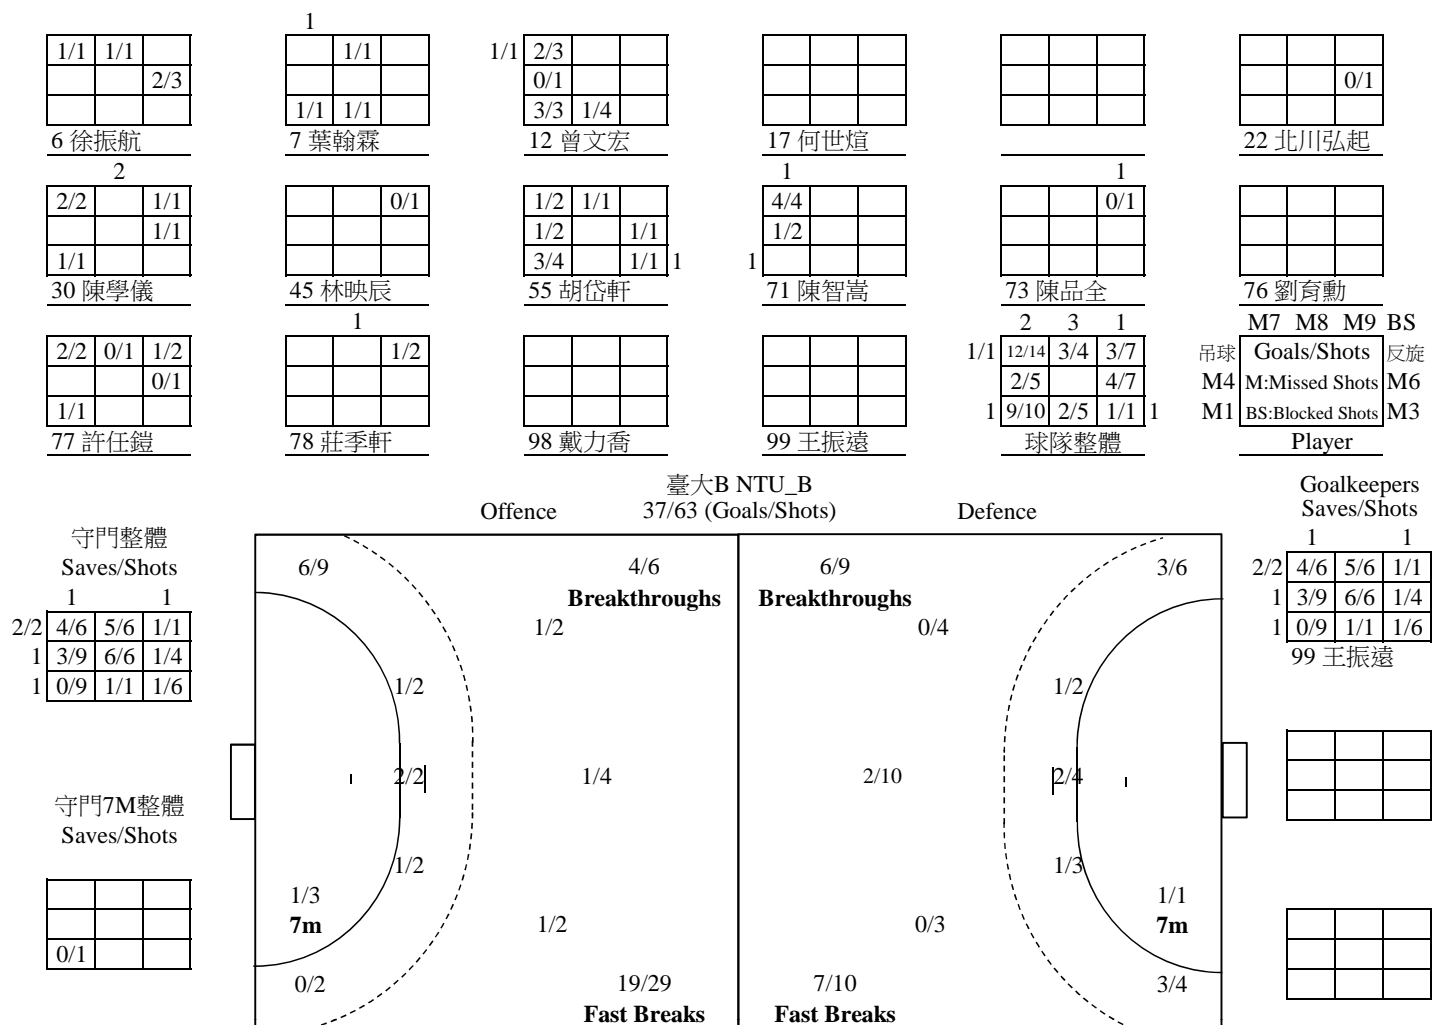 1
1/1 1/1 1/1 1/1 2/3
2/3 0/1 0/1
1/1 1/1 3/3 1/4
6 徐振航 7 葉翰霖 12 曾文宏 17 何世煊 22 北川弘起
2 1 1
2/2 1/1 0/1 1/2 1/1 4/4 0/1
1/1 1/2 1/1 1/2
1/1 3/4 1/1 1 1
30 陳學儀 45 林映辰 55 胡岱軒 71 陳智嵩 73 陳品全 76 劉育勳
1 2 3 1 M7 M8 M9 BS
2/2 0/1 1/2 1/2 1/1 12/14 3/4 3/7 吊球 Goals/Shots 反旋
0/1 2/5 4/7 M4 M:Missed Shots M6
1/1 1 9/10 2/5 1/1 1 M1 BS:Blocked Shots M3
77 許任鎧 78 莊季軒 98 戴力喬 99 王振遠 球隊整體 Player
臺大B NTU_B
Offence 37/63 (Goals/Shots) Defence
Goalkeepers
Saves/Shots
1 1
2/2 4/6 5/6 1/1
1 3/9 6/6 1/4
1 0/9 1/1 1/6
99 王振遠
守門整體
Saves/Shots
1 1
2/2 4/6 5/6 1/1
1 3/9 6/6 1/4
1 0/9 1/1 1/6
守門7M整體
Saves/Shots
0/1
6/9 4/6 6/9 3/6
Breakthroughs Breakthroughs
1/2 0/4
1/2 1/2
2/2 1/4 2/10 2/4
1/2 1/3
1/3 1/1
7m 1/2 0/3 7m
0/2 19/29 7/10 3/4
Fast Breaks Fast Breaks